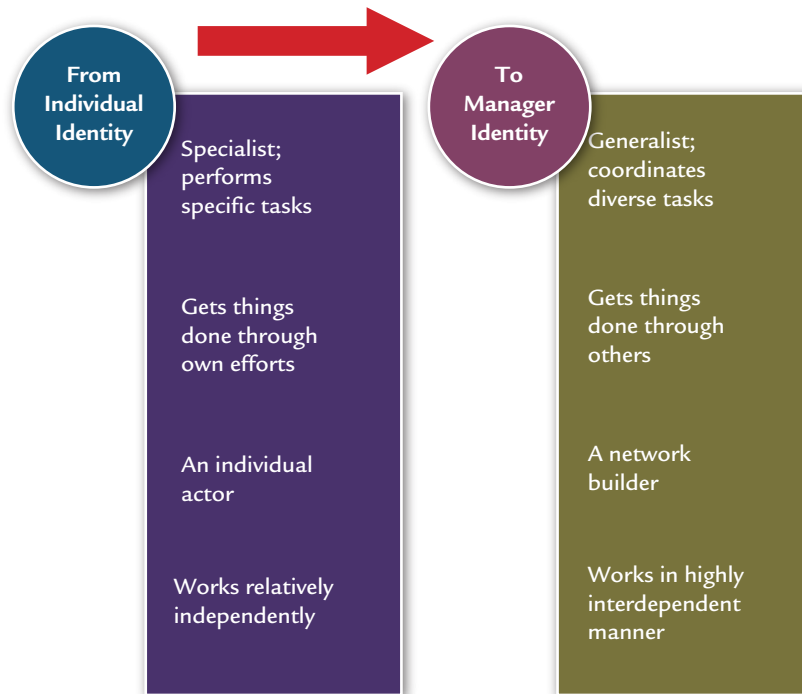 From
Individual
Identity
To
Manager
Identity
Specialist;
performs
specific tasks
Generalist;
coordinates
diverse tasks
Gets things
done through
own efforts
Gets things
done through
others
An individual
actor
A network
builder
Works relatively
independently
Works in highly
interdependent
manner